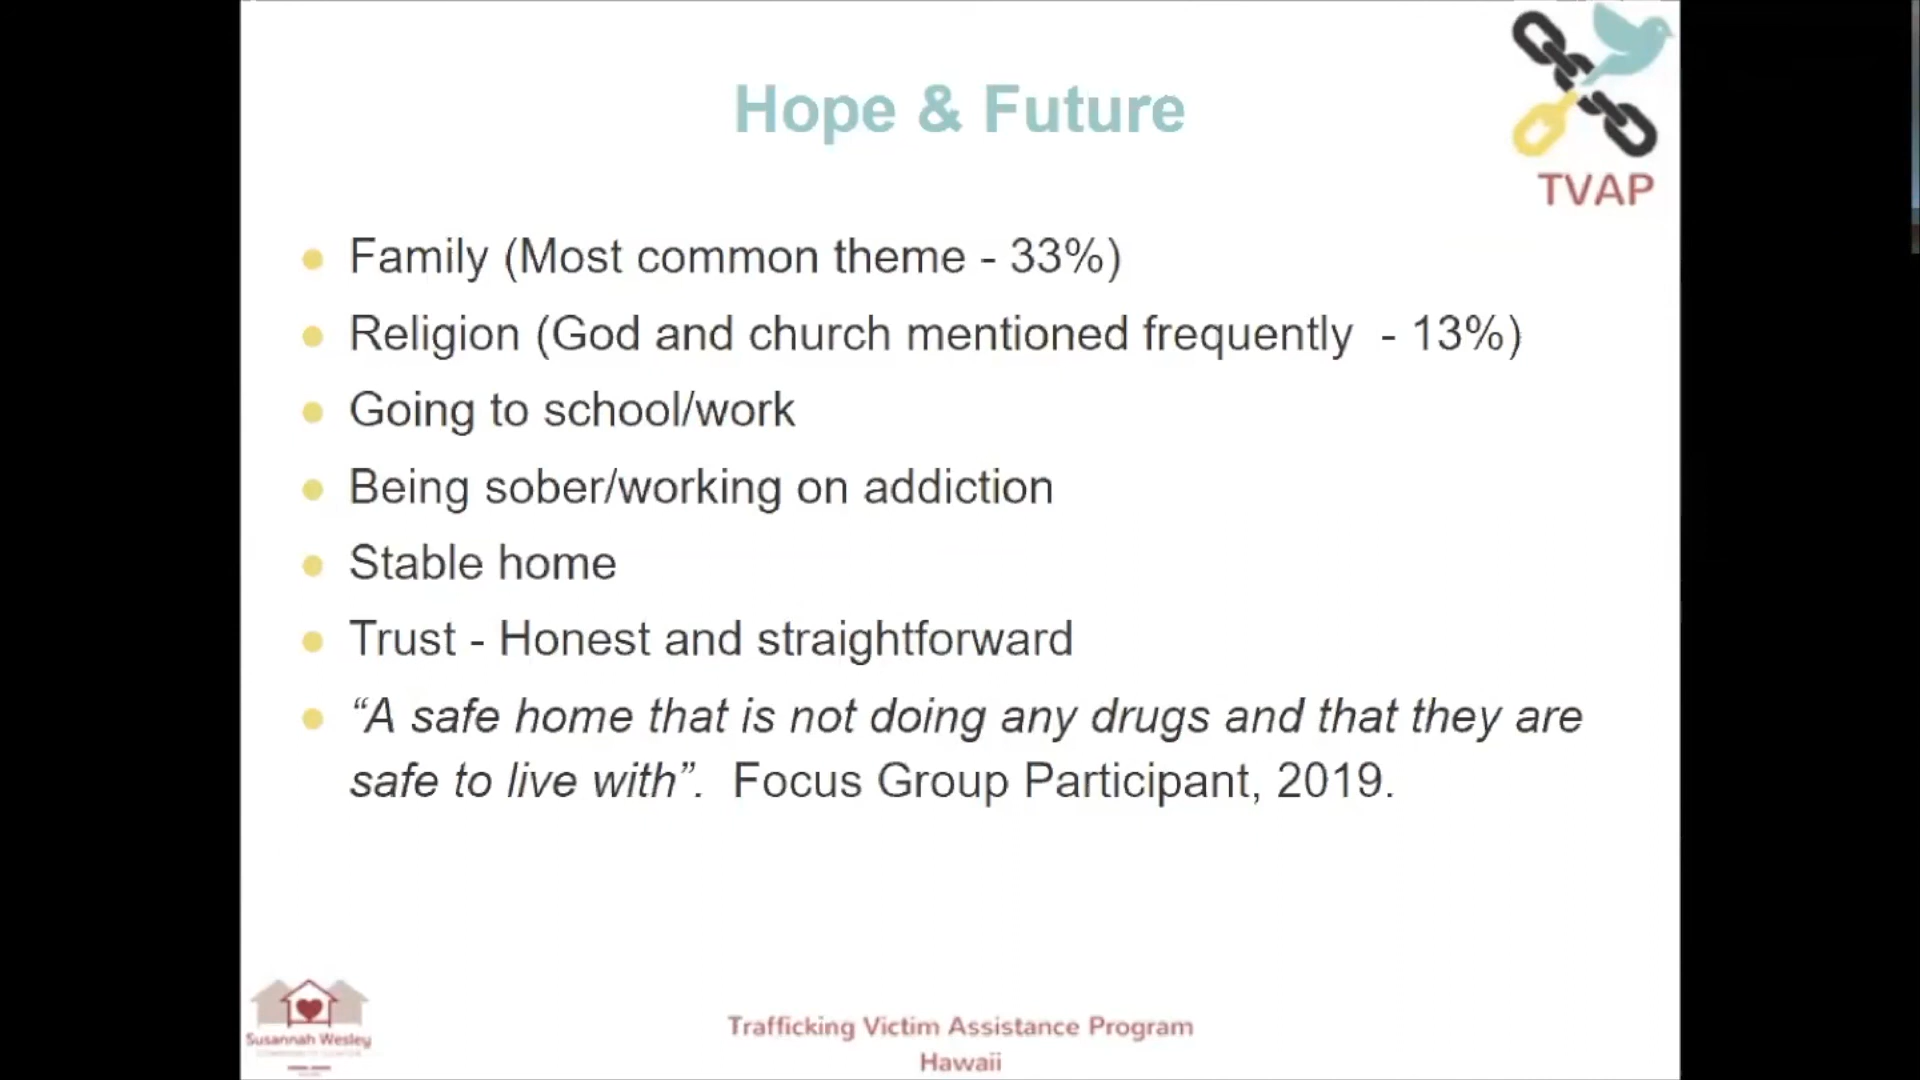 Hope & Future
TVAP
Family (Most common theme - 33%)
Religion (God and church mentioned frequently  - 13%)
Going to school/work
Being sober/working on addiction
Stable home
Trust - Honest and straightforward
“A safe home that is not doing any drugs and that they are
safe to live with”.  Focus Group Participant, 2019.
Susannah Wesley
Trafficking Victim Assistance Program
Hawaii